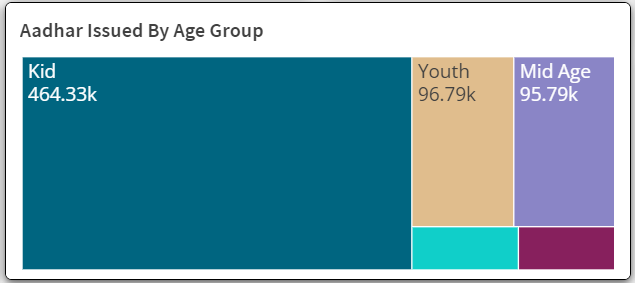 Aadhar Issued By Age Group
Kid
464.33k
Youth
96.79k
Mid Age
95.79k